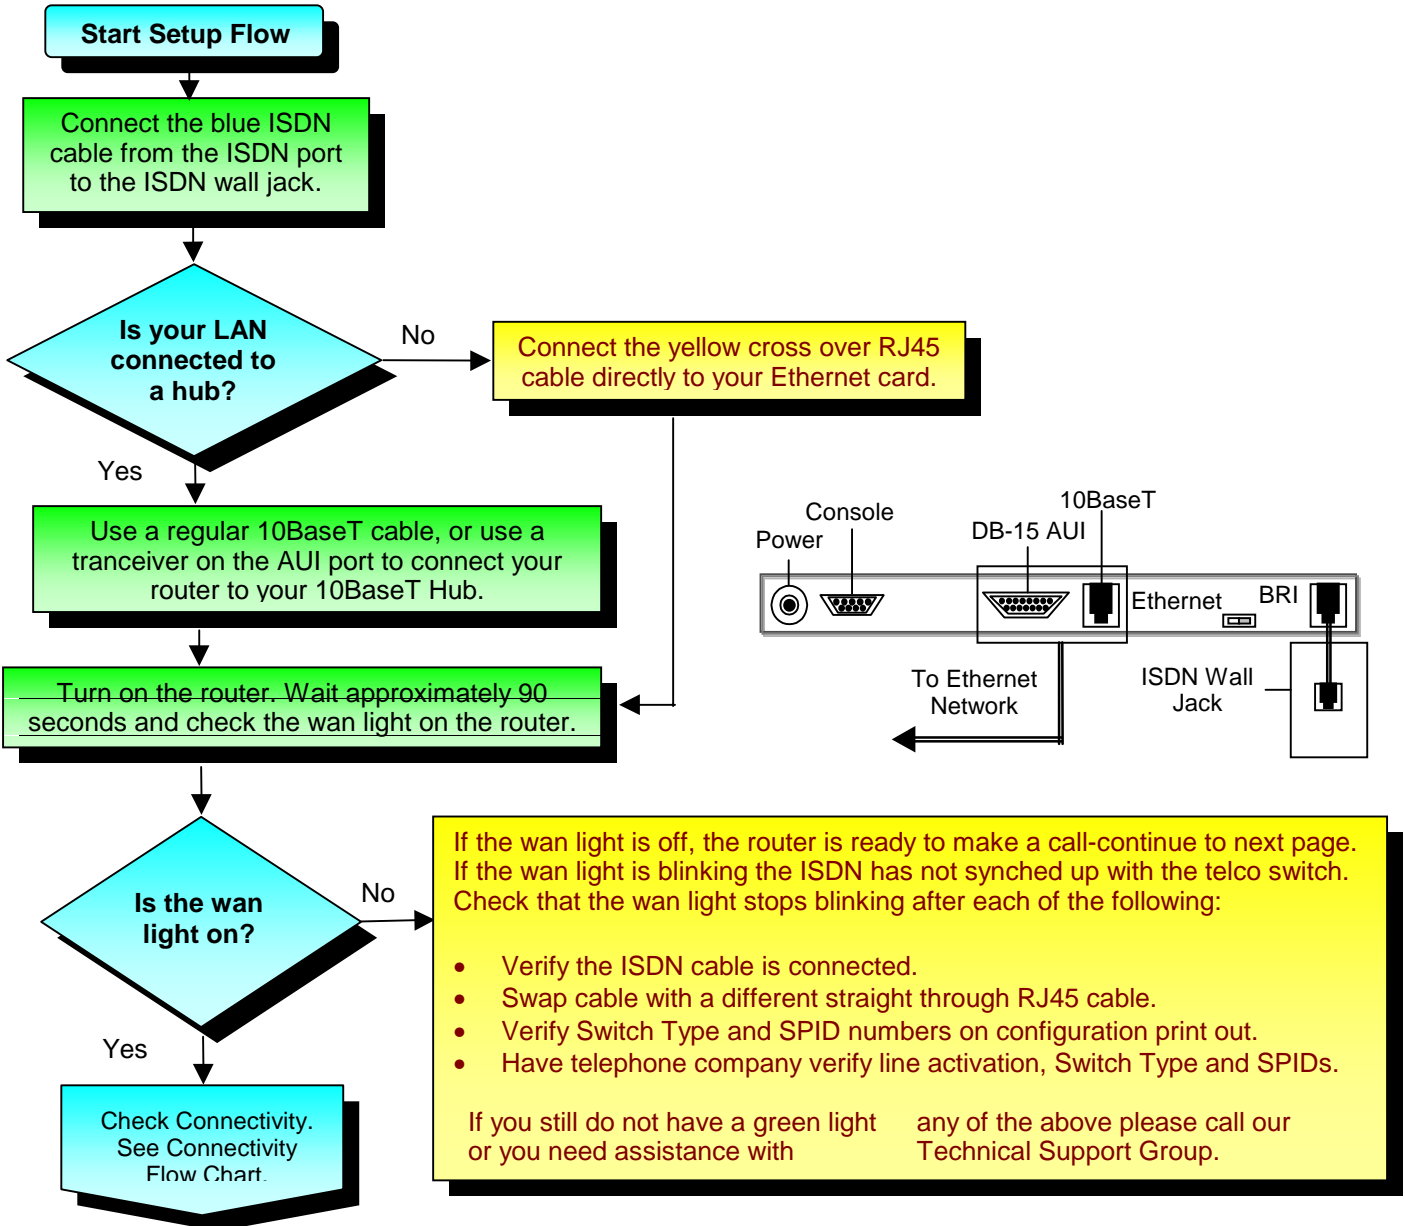 Start Setup Flow
Connect the blue ISDN
cable from the ISDN port
to the ISDN wall jack.
Is your LAN
connected to
a hub?
No
Connect the yellow cross over RJ45
cable directly to your Ethernet card.
Yes
Use a regular 10BaseT cable, or use a
tranceiver on the AUI port to connect your
router to your 10BaseT Hub.
Turn on the router. Wait approximately 90
seconds and check the wan light on the router.
Power
Console
DB-15 AUI
10BaseT
Ethernet
BRI
To Ethernet
Network
ISDN Wall
Jack
Is the wan
light on?
No
If the wan light is off, the router is ready to make a call-continue to next page.
If the wan light is blinking the ISDN has not synched up with the telco switch.
Check that the wan light stops blinking after each of the following:
• Verify the ISDN cable is connected.
• Swap cable with a different straight through RJ45 cable.
• Verify Switch Type and SPID numbers on configuration print out.
• Have telephone company verify line activation, Switch Type and SPIDs.
If you still do not have a green light
or you need assistance with
any of the above please call our
Technical Support Group.
Yes
Check Connectivity.
See Connectivity
Flow Chart.